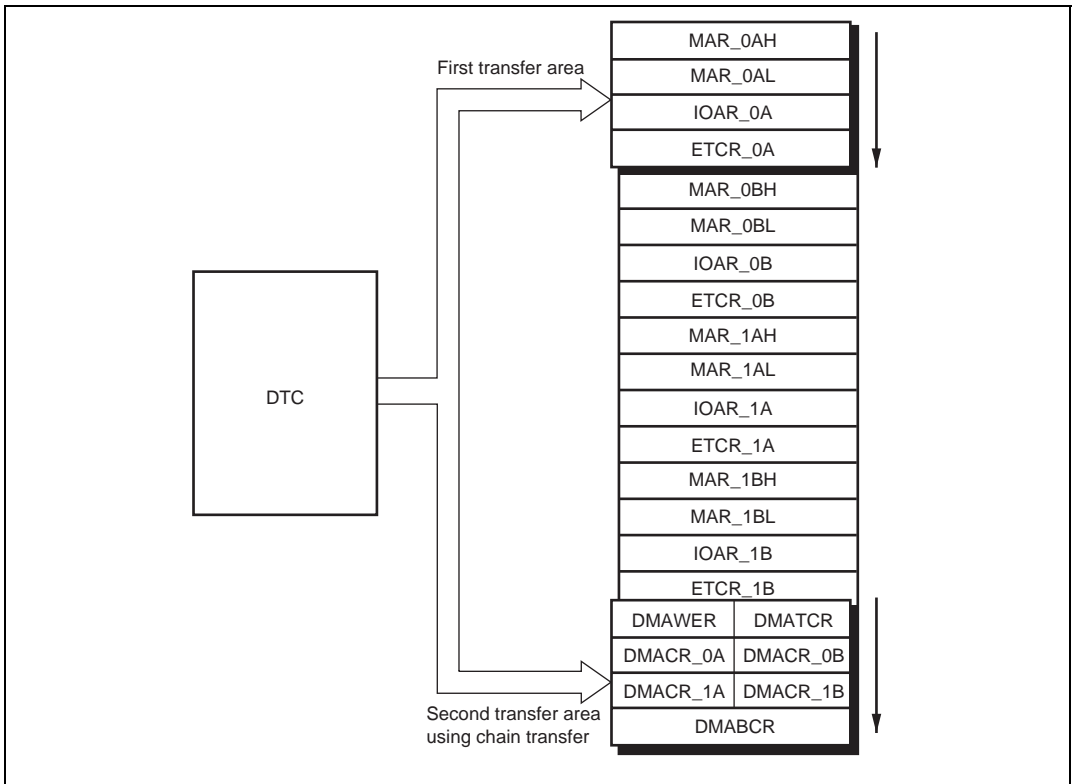 First transfer area
MAR_0AH
MAR_0AL
IOAR_0A
ETCR_0A
MAR_0BH
MAR_0BL
IOAR_0B
ETCR_0B
MAR_1AH
MAR_1AL
IOAR_1A
ETCR_1A
MAR_1BH
MAR_1BL
IOAR_1B
ETCR_1B
DTC
DMAWER DMATCR
DMACR_0A DMACR_0B
DMACR_1A DMACR_1B
DMABCR
Second transfer area
using chain transfer